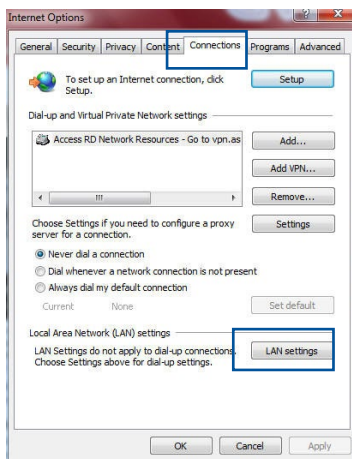 Internet Options
General Security Privacy Content Connections Programs Advanced
To set up an Internet connection, click
Setup.
Setup
Dial-up and Virtual Private Network settings
Access RD Network Resources - Go to vpn.as
Add...
Add VPN...
Remove...
Choose Settings if you need to configure a proxy
server for a connection.
Settings
Never dial a connection
Dial whenever a network connection is not present
Always dial my default connection
Current None
Set default
Local Area Network (LAN) settings
LAN Settings do not apply to dial-up connections.
Choose Settings above for dial-up settings.
LAN settings
OK Cancel Apply